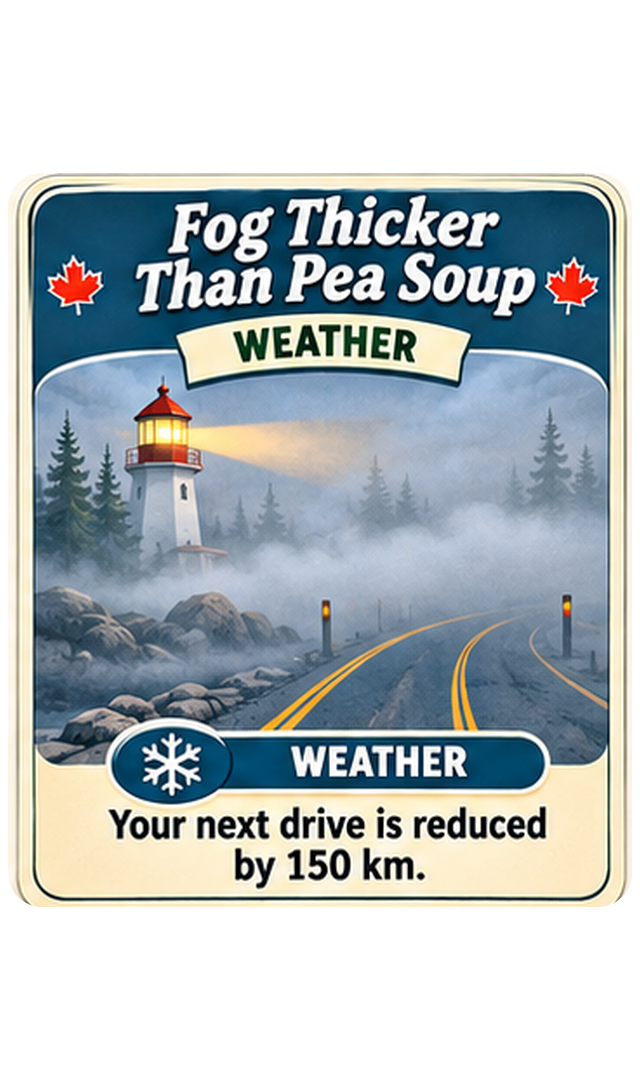 Fog Thicker
Than Pea Soup
WEATHER
WEATHER
Your next drive is reduced
by 150 km.